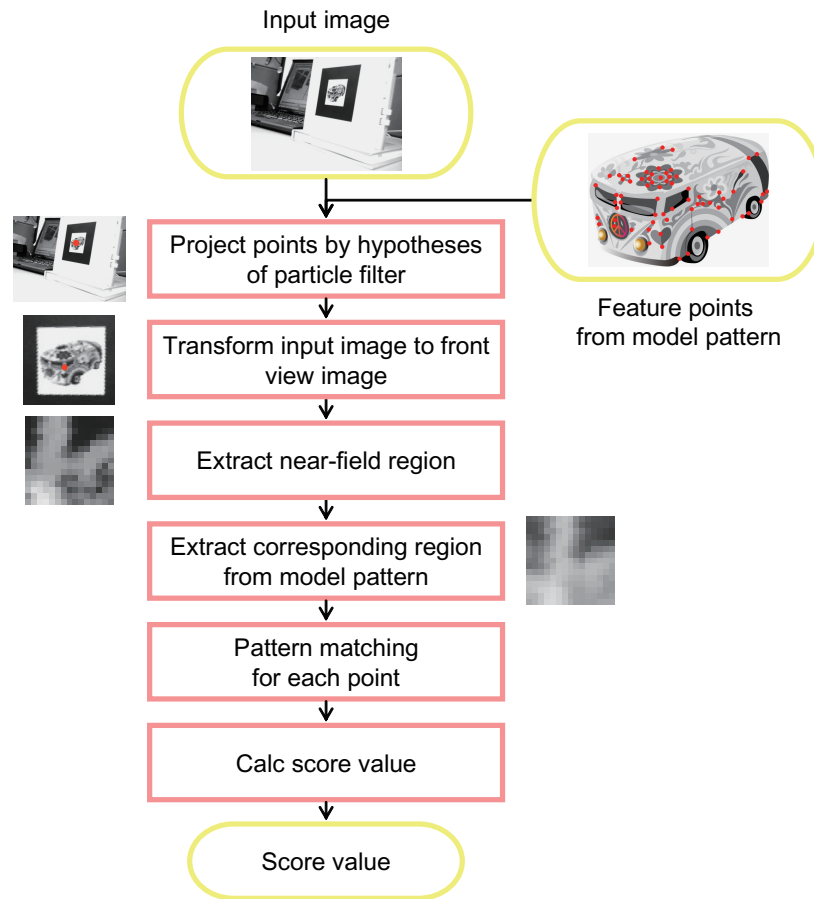 Input image
Project points by hypotheses
of particle filter
Feature points
from model pattern
Transform input image to front
view image
Extract near-field region
Extract corresponding region
from model pattern
Pattern matching
for each point
Calc score value
Score value